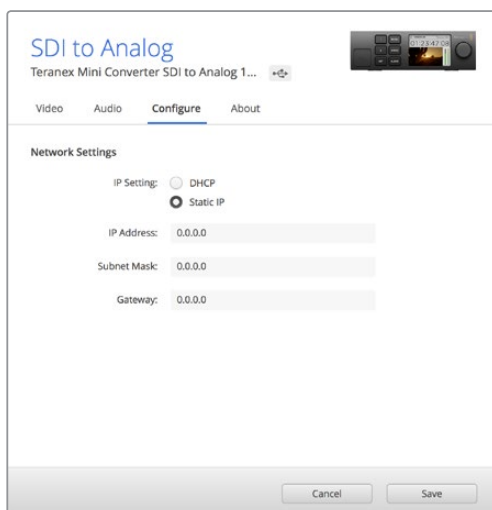 SDI to Analog
Teranex Mini Converter SDI to Analog 1...
Video Audio Configure About
Network Settings
IP Setting: DHCP
Static IP
IP Address: 0.0.0.0
Subnet Mask: 0.0.0.0
Gateway: 0.0.0.0
Cancel Save